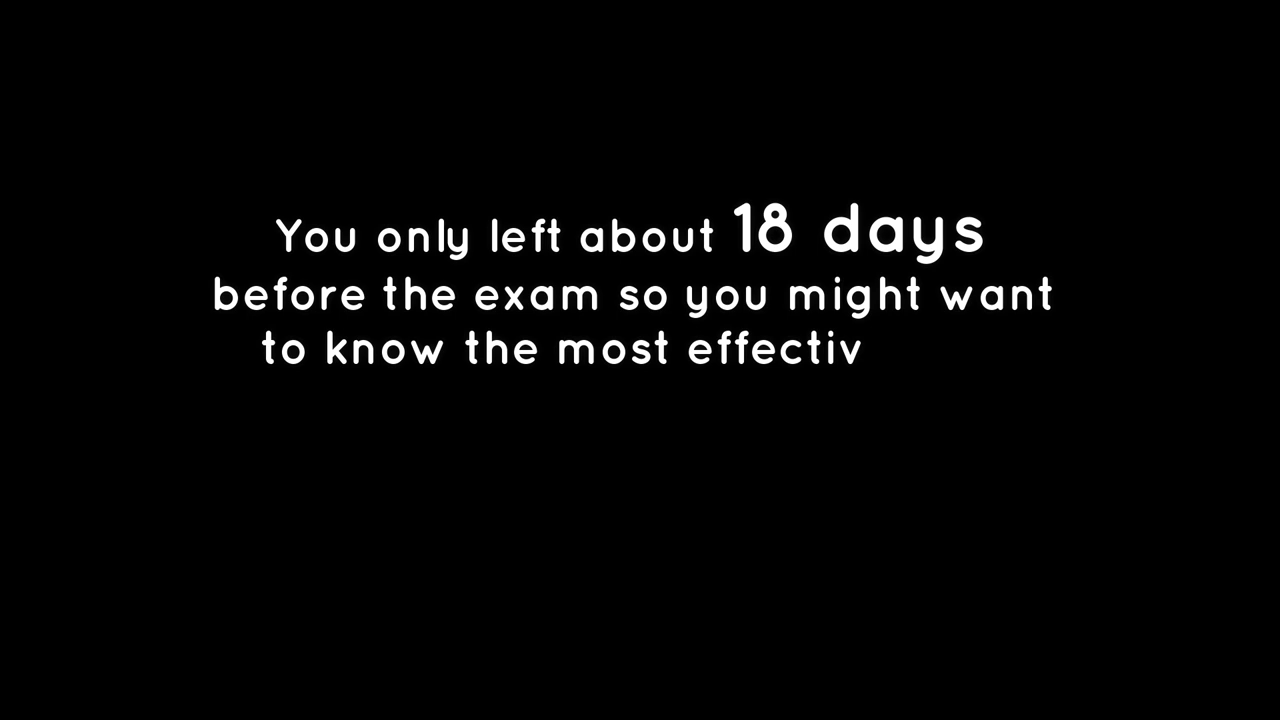 You only left about 18 days
before the exam so you might want
to know the most effectiv